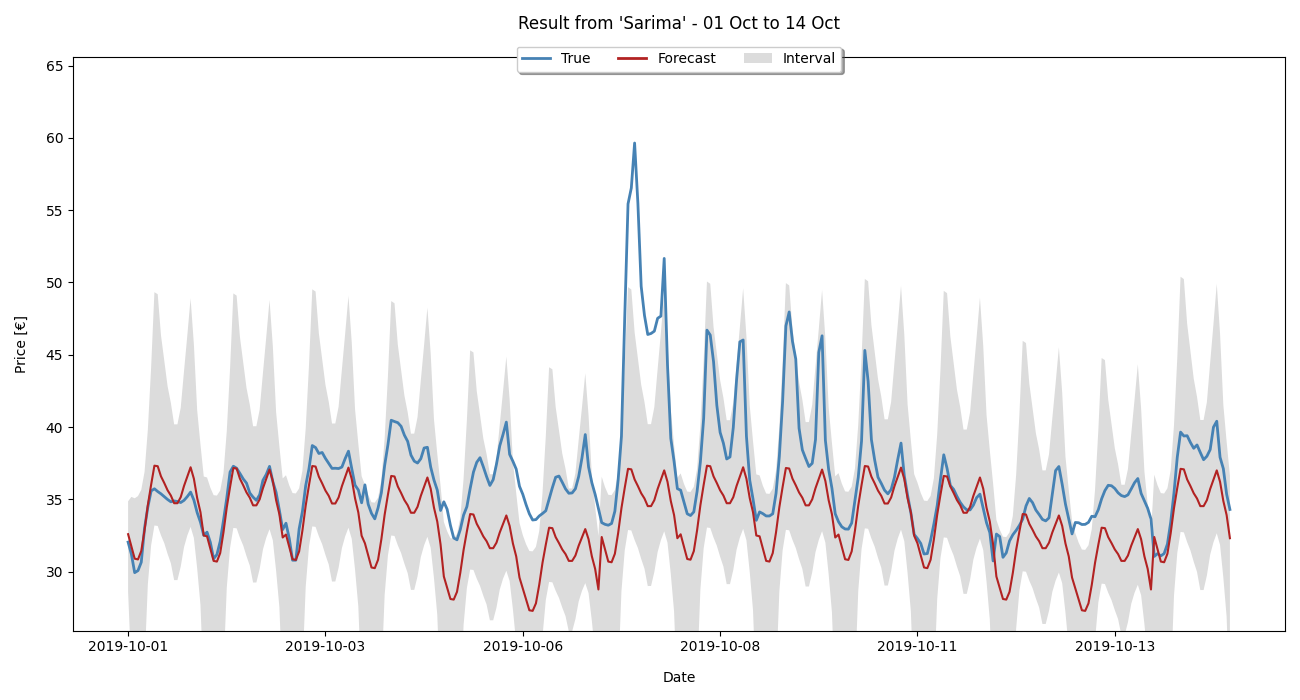 Result from 'Sarima' - 01 Oct to 14 Oct
True Forecast Interval
65
60
55
50
45
40
35
30
Price [€]
2019-10-01 2019-10-03 2019-10-06 2019-10-08 2019-10-11 2019-10-13
Date